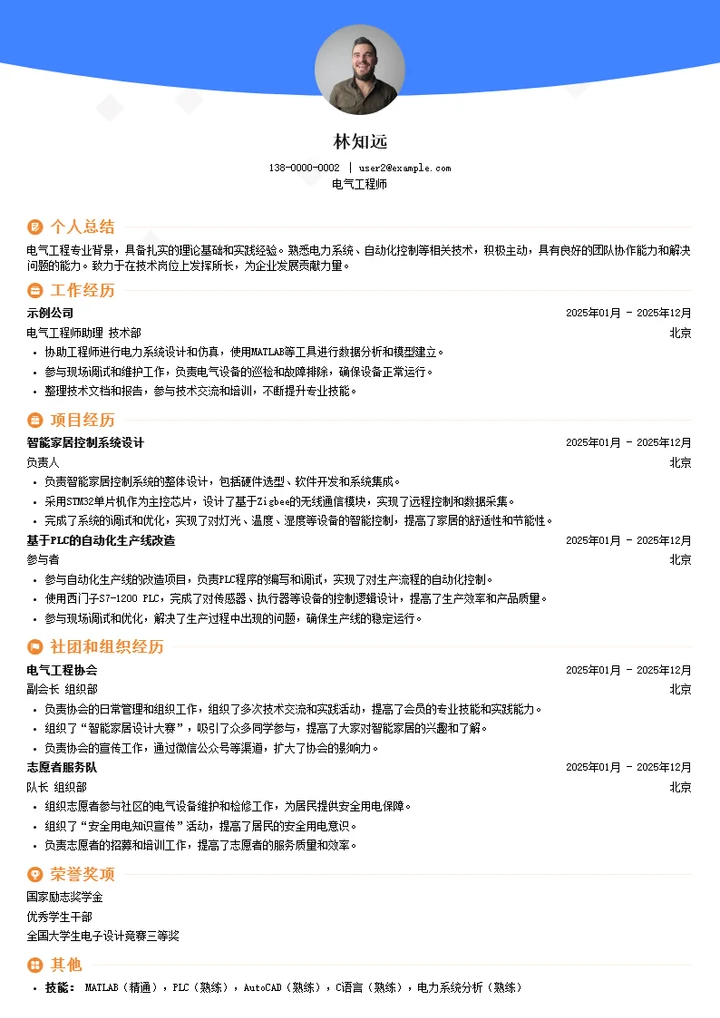 林知远
138-0000-0002 | user2@example.com
电气工程师
个人总结
电气工程专业背景，具备扎实的理论基础和实践经验。熟悉电力系统、自动化控制等相关技术，积极主动，具有良好的团队协作能力和解决
问题的能力。致力于在技术岗位上发挥所长，为企业发展贡献力量。
工作经历
示创公司 2025年01月 - 2025年12月
电气工程师助理 技术部 北京
• 协助工程师进行电力系统设计和仿真，使用MATLAB等工具进行数据分析和模型建立。
• 参与现场调试和维护工作，负责电气设备的巡检和故障排除，确保设备正常运行。
• 整理技术文档和报告，参与技术交流和培训，不断提升专业技能。
项目经历
智能家居控制系统设计 2025年01月 - 2025年12月
负责人 北京
• 负责智能家居控制系统的整体设计，包括硬件选型、软件开发和系统集成。
• 采用STM32单片机作为主控芯片，设计了基于Zigbee的无线通信模块，实现了远程控制和数据采集。
• 完成了系统的调试和优化，实现了对灯光、温度、湿度等设备的智能控制，提高了家居的舒适性和节能性。
基于PLC的自动化生产线改造 2025年01月 - 2025年12月
参与者 北京
• 参与自动化生产线的改造项目，负责PLC程序的编写和调试，实现了对生产流程的自动化控制。
• 使用西门子S7-1200 PLC，完成了对传感器、执行器等设备的控制逻辑设计，提高了生产效率和产品质量。
• 参与现场调试和优化，解决了生产过程中出现的问题，确保生产线的稳定运行。
社团和组织经历
电气工程协会 2025年01月 - 2025年12月
副会长 组织部 北京
• 负责协会的日常管理和组织工作，组织了多次技术交流和实践活动，提高了会员的专业技能和实践能力。
• 组织了“智能家居设计大赛”，吸引了众多同学参与，提高了大家对智能家居的兴趣和了解。
• 负责协会的宣传工作，通过微信公众号等渠道，扩大了协会的影响力。
志愿者服务队 2025年01月 - 2025年12月
队长 组织部 北京
• 组织志愿者参与社区的电气设备维护和检修工作，为居民提供安全用电保障。
• 组织了“安全用电知识宣传”活动，提高了居民的安全用电意识。
• 负责志愿者的招募和培训工作，提高了志愿者的服务质量和效率。
荣誉奖项
国家励志奖学金
优秀学生干部
全国大学生电子设计竞赛三等奖
其他
• 技能： MATLAB（精通），PLC（熟练），AutoCAD（熟练），C语言（熟练），电力系统分析（熟练）